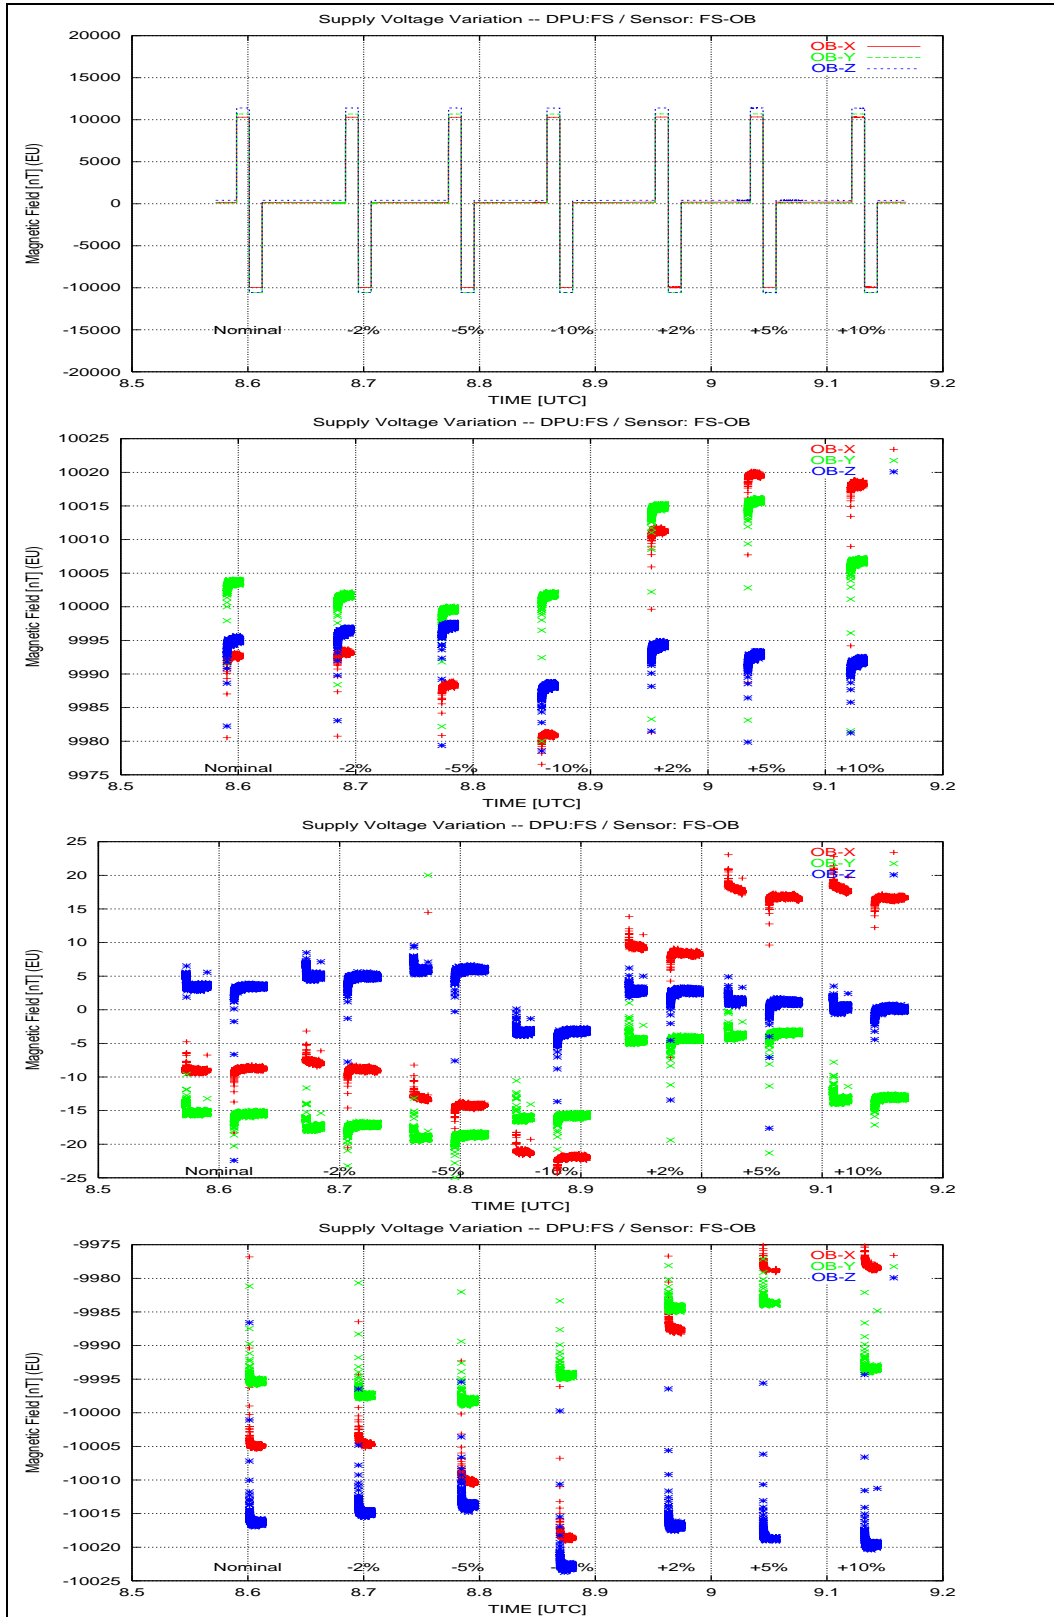 Supply Voltage Variation -- DPU:FS / Sensor: FS-OB
20000
15000
10000
5000
0
-5000
-10000
-15000
-20000
Magnetic Field [nT] (EU)
OB-X
OB-Y
OB-Z
Nominal -2% -5% -10% +2% +5% +10%
8.5 8.6 8.7 8.8 8.9 9 9.1 9.2
TIME [UTC]
Supply Voltage Variation -- DPU:FS / Sensor: FS-OB
10025
10020
10015
10010
10005
10000
9995
9990
9985
9980
9975
Magnetic Field [nT] (EU)
OB-X
OB-Y
OB-Z
Nominal -2% -5% -10% +2% +5% +10%
8.5 8.6 8.7 8.8 8.9 9 9.1 9.2
TIME [UTC]
Supply Voltage Variation -- DPU:FS / Sensor: FS-OB
25
20
15
10
5
0
-5
-10
-15
-20
-25
Magnetic Field [nT] (EU)
OB-X
OB-Y
OB-Z
Nominal -2% -5% -10% +2% +5% +10%
8.5 8.6 8.7 8.8 8.9 9 9.1 9.2
TIME [UTC]
Supply Voltage Variation -- DPU:FS / Sensor: FS-OB
-9975
-9980
-9985
-9990
-9995
-10000
-10005
-10010
-10015
-10020
-10025
Magnetic Field [nT] (EU)
OB-X
OB-Y
OB-Z
Nominal -2% -5% +2% +5% +10%
8.5 8.6 8.7 8.8 8.9 9 9.1 9.2
TIME [UTC]